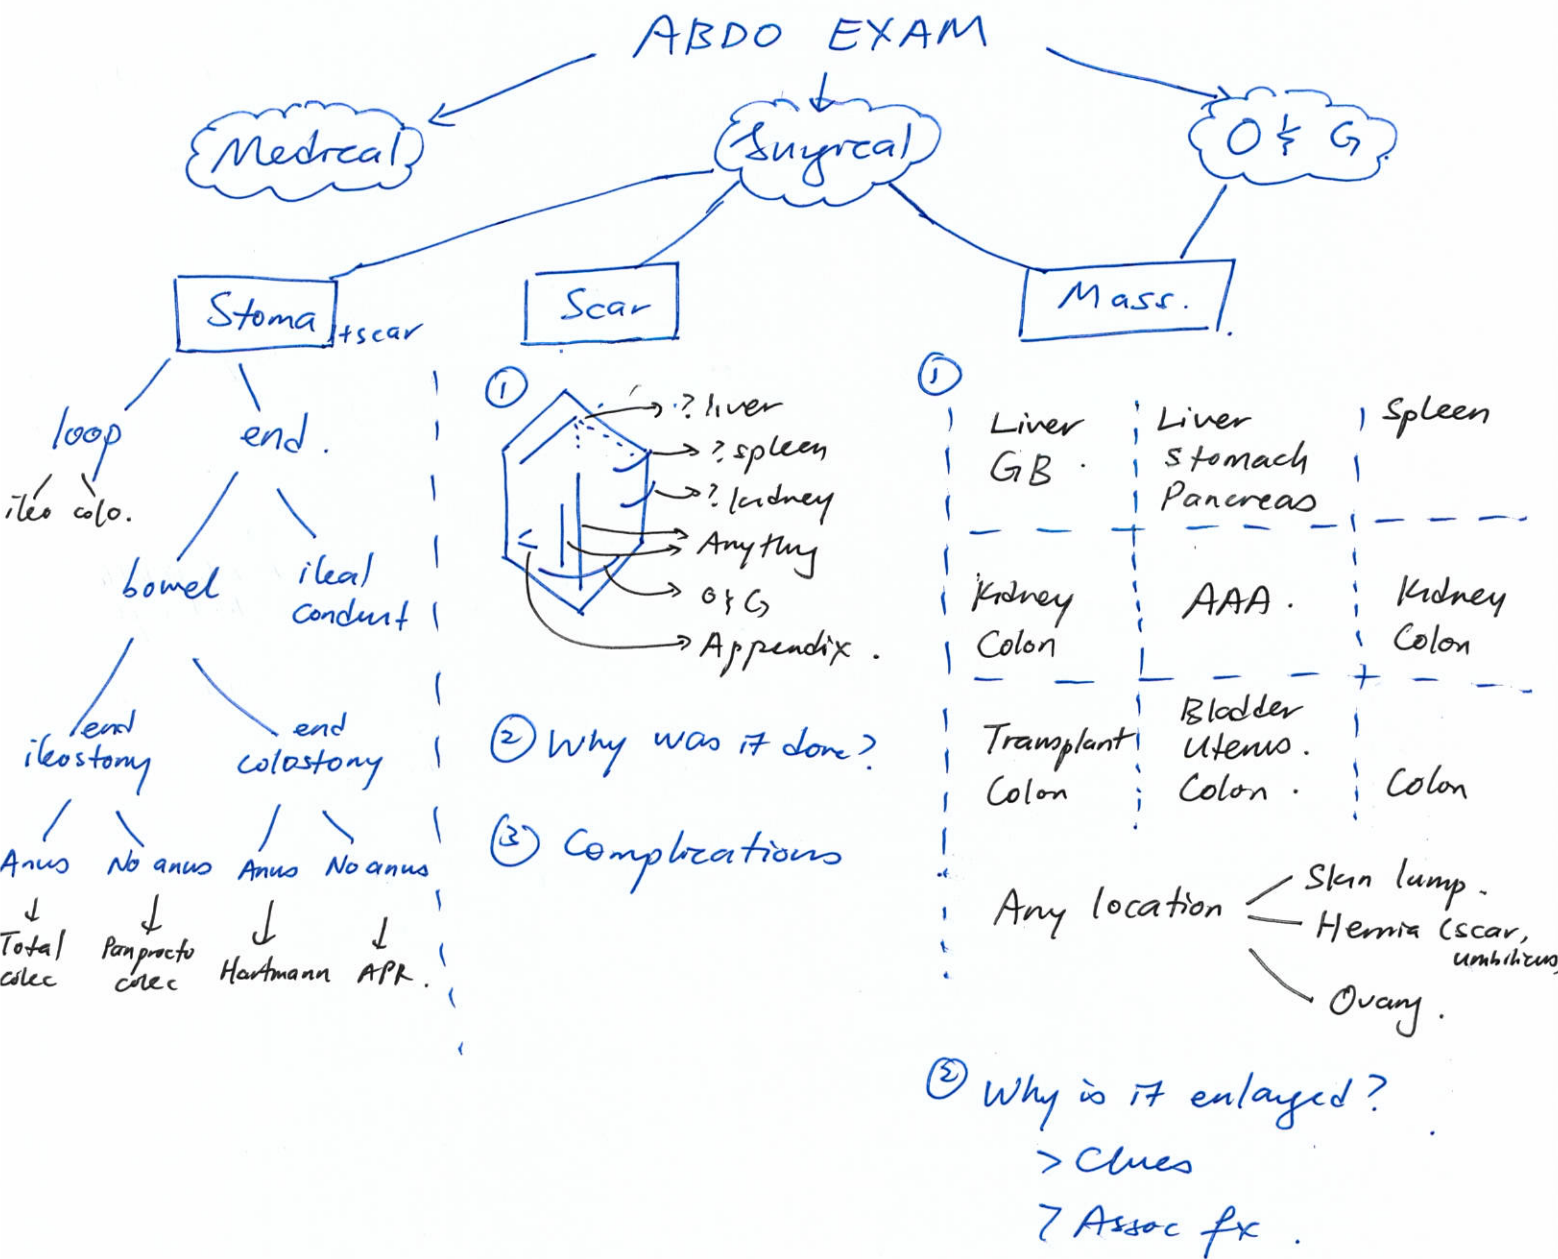 ABDO EXAM
Medical
Surgical
O & G
Stoma
+scar
Scar
Mass.
loop
end.
ileo colo.
bowel
ileal
conduit
end
ileostomy
end
colostomy
Anus
No anus
Anus
No anus
Total
colec
Panprocto
colec
Hartmann
APR.
①
? liver
? spleen
? kidney
Anything
O & G
Appendix.
② Why was it done?
③ Complications
①
Liver
GB.
Liver
Stomach
Pancreas
Spleen
Kidney
Colon
AAA.
Kidney
Colon
Transplant
Colon
Bladder
Uterus.
Colon.
Colon
Any location
Skin lump.
Hernia (scar,
umbilicus
Ovary.
② Why is it enlarged?
> Clues
> Assoc fx.